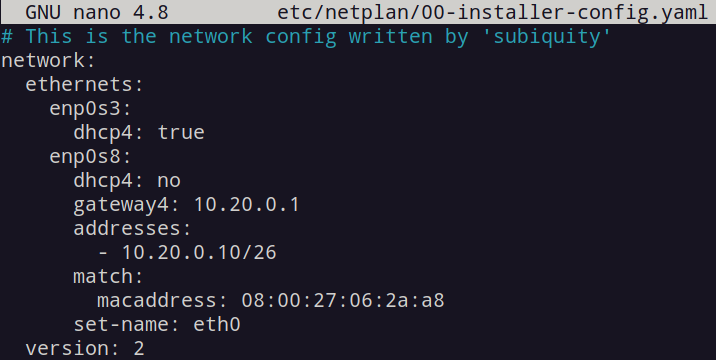 GNU nano 4.8 etc/netplan/00-installer-config.yaml
# This is the network config written by 'subiquity'
network:
  ethernets:
    enp0s3:
      dhcp4: true
    enp0s8:
      dhcp4: no
      gateway4: 10.20.0.1
      addresses:
        - 10.20.0.10/26
      match:
        macaddress: 08:00:27:06:2a:a8
      set-name: eth0
  version: 2